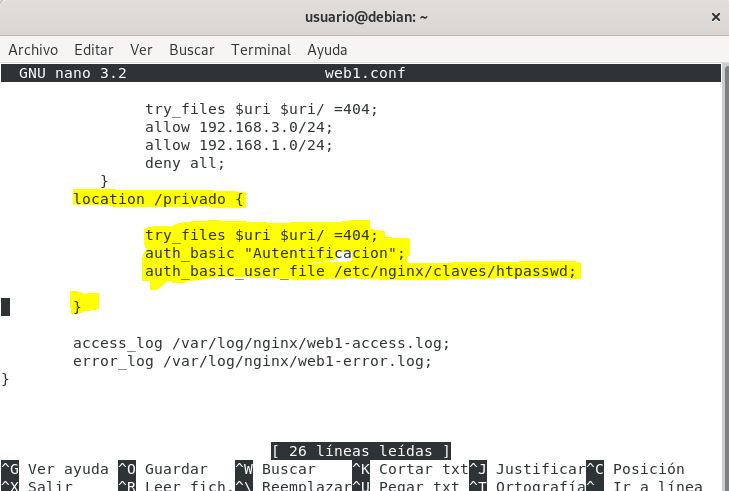 usuario@debian: ~
×
Archivo Editar Ver Buscar Terminal Ayuda
GNU nano 3.2 web1.conf
try_files $uri $uri/ =404;
allow 192.168.3.0/24;
allow 192.168.1.0/24;
deny all;
}
location /privado {
try_files $uri $uri/ =404;
auth_basic "Autentificacion";
auth_basic_user_file /etc/nginx/claves/htpasswd;
}
access_log /var/log/nginx/web1-access.log;
error_log /var/log/nginx/web1-error.log;
}
[ 26 líneas leídas ]
^G Ver ayuda ^O Guardar ^W Buscar ^K Cortar txt^J Justificar^C Posición
^X Salir ^R Leer fich.^\ Reemplazar^U Pegar txt ^T Ortografía^_ Ir a línea